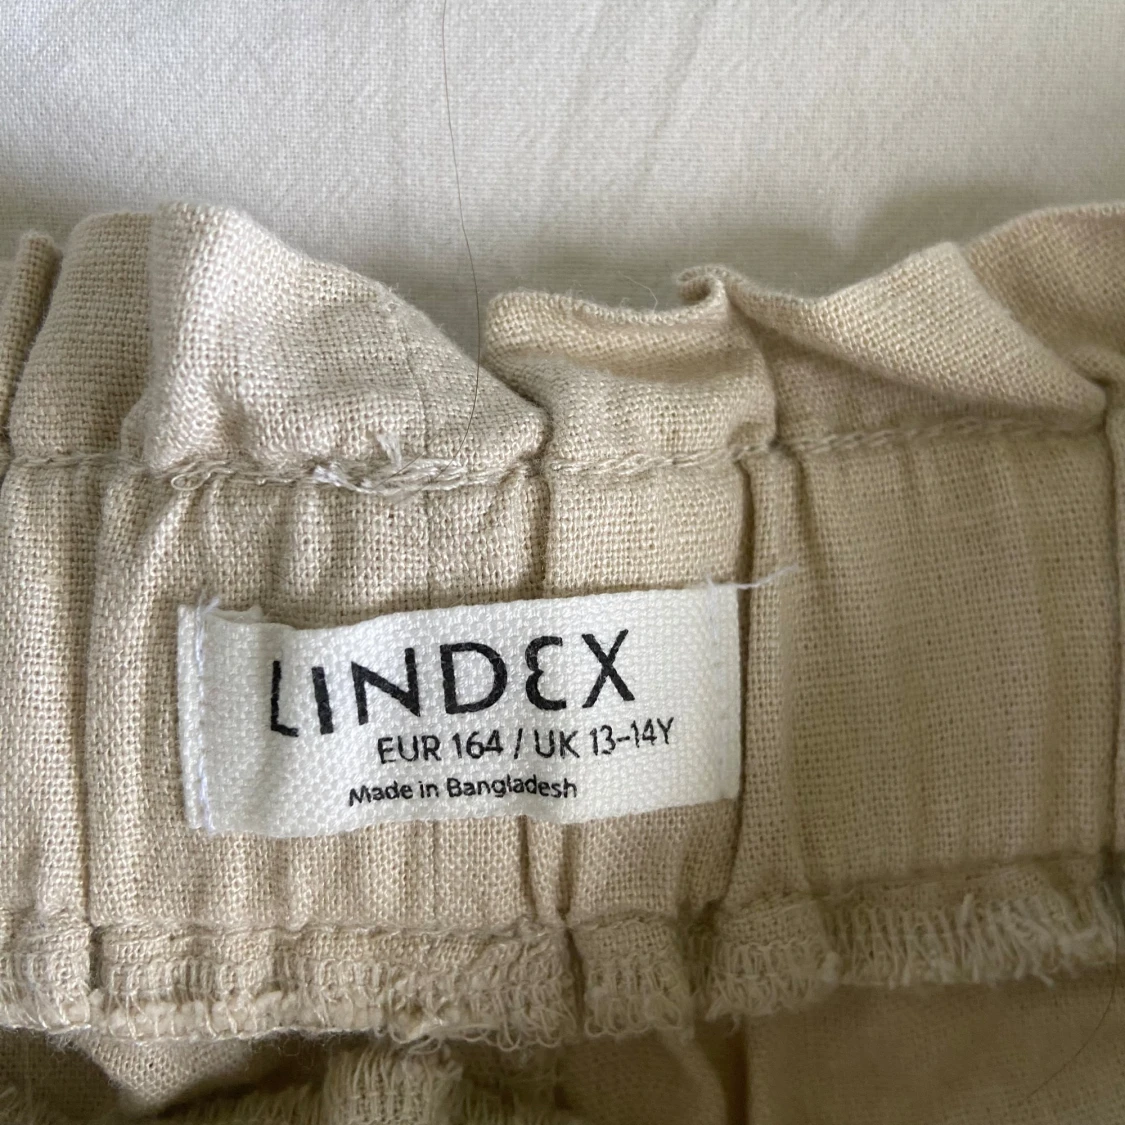 LINDEX
EUR 164 / UK 13-14Y
Made in Bangladesh